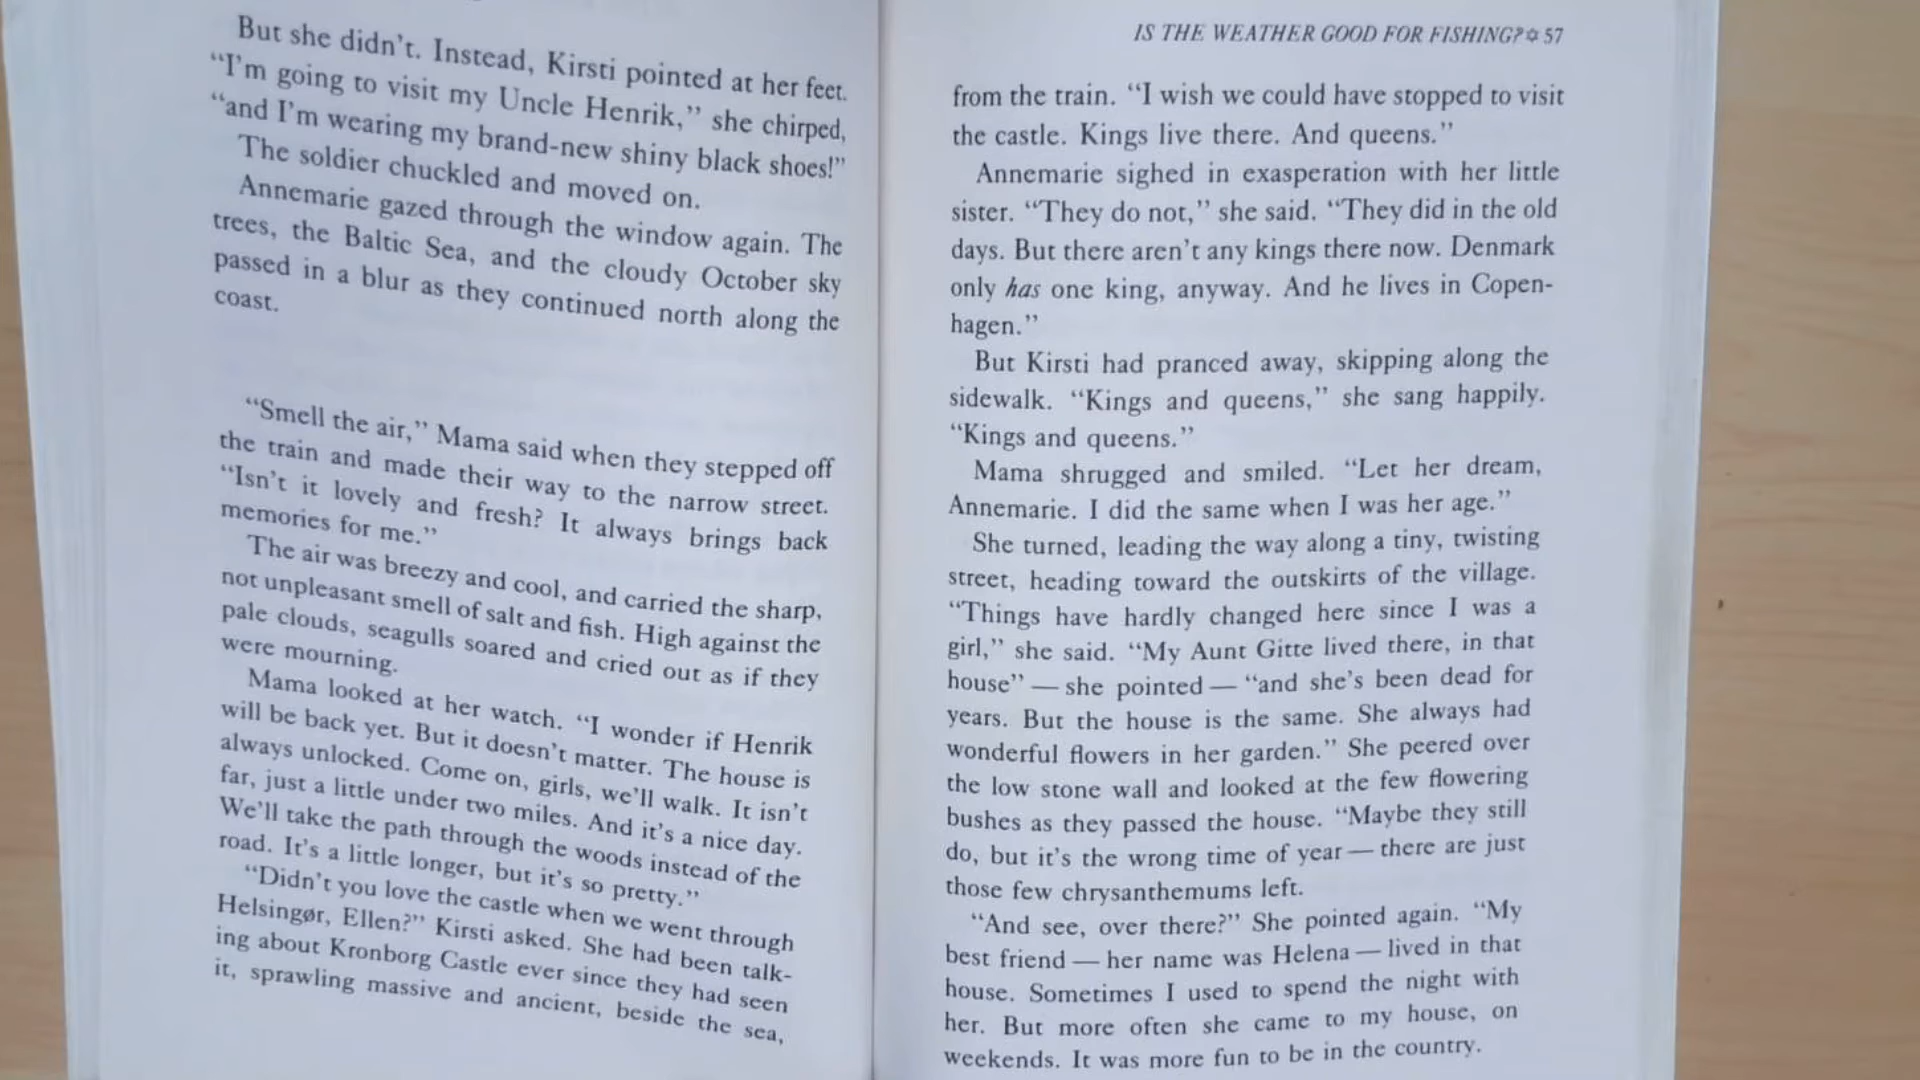 But she didn't. Instead, Kirsti pointed at her feet.
“I'm going to visit my Uncle Henrik,” she chirped,
“and I'm wearing my brand-new shiny black shoes!”
The soldier chuckled and moved on.
Annemarie gazed through the window again. The
trees, the Baltic Sea, and the cloudy October sky
passed in a blur as they continued north along the
coast.
“Smell the air,” Mama said when they stepped off
the train and made their way to the narrow street.
“Isn't it lovely and fresh? It always brings back
memories for me.”
The air was breezy and cool, and carried the sharp,
not unpleasant smell of salt and fish. High against the
pale clouds, seagulls soared and cried out as if they
were mourning.
Mama looked at her watch. “I wonder if Henrik
will be back yet. But it doesn't matter. The house is
always unlocked. Come on, girls, we'll walk. It isn't
far, just a little under two miles. And it's a nice day.
We'll take the path through the woods instead of the
road. It's a little longer, but it's so pretty.”
“Didn't you love the castle when we went through
Helsingør, Ellen?” Kirsti asked. She had been talk-
ing about Kronborg Castle ever since they had seen
it, sprawling massive and ancient, beside the sea,
IS THE WEATHER GOOD FOR FISHING?✡57
from the train. “I wish we could have stopped to visit
the castle. Kings live there. And queens.”
Annemarie sighed in exasperation with her little
sister. “They do not,” she said. “They did in the old
days. But there aren't any kings there now. Denmark
only has one king, anyway. And he lives in Copen-
hagen.”
But Kirsti had pranced away, skipping along the
sidewalk. “Kings and queens,” she sang happily.
“Kings and queens.”
Mama shrugged and smiled. “Let her dream,
Annemarie. I did the same when I was her age.”
She turned, leading the way along a tiny, twisting
street, heading toward the outskirts of the village.
“Things have hardly changed here since I was a
girl,” she said. “My Aunt Gitte lived there, in that
house” — she pointed — “and she's been dead for
years. But the house is the same. She always had
wonderful flowers in her garden.” She peered over
the low stone wall and looked at the few flowering
bushes as they passed the house. “Maybe they still
do, but it's the wrong time of year — there are just
those few chrysanthemums left.
“And see, over there?” She pointed again. “My
best friend — her name was Helena — lived in that
house. Sometimes I used to spend the night with
her. But more often she came to my house, on
weekends. It was more fun to be in the country.